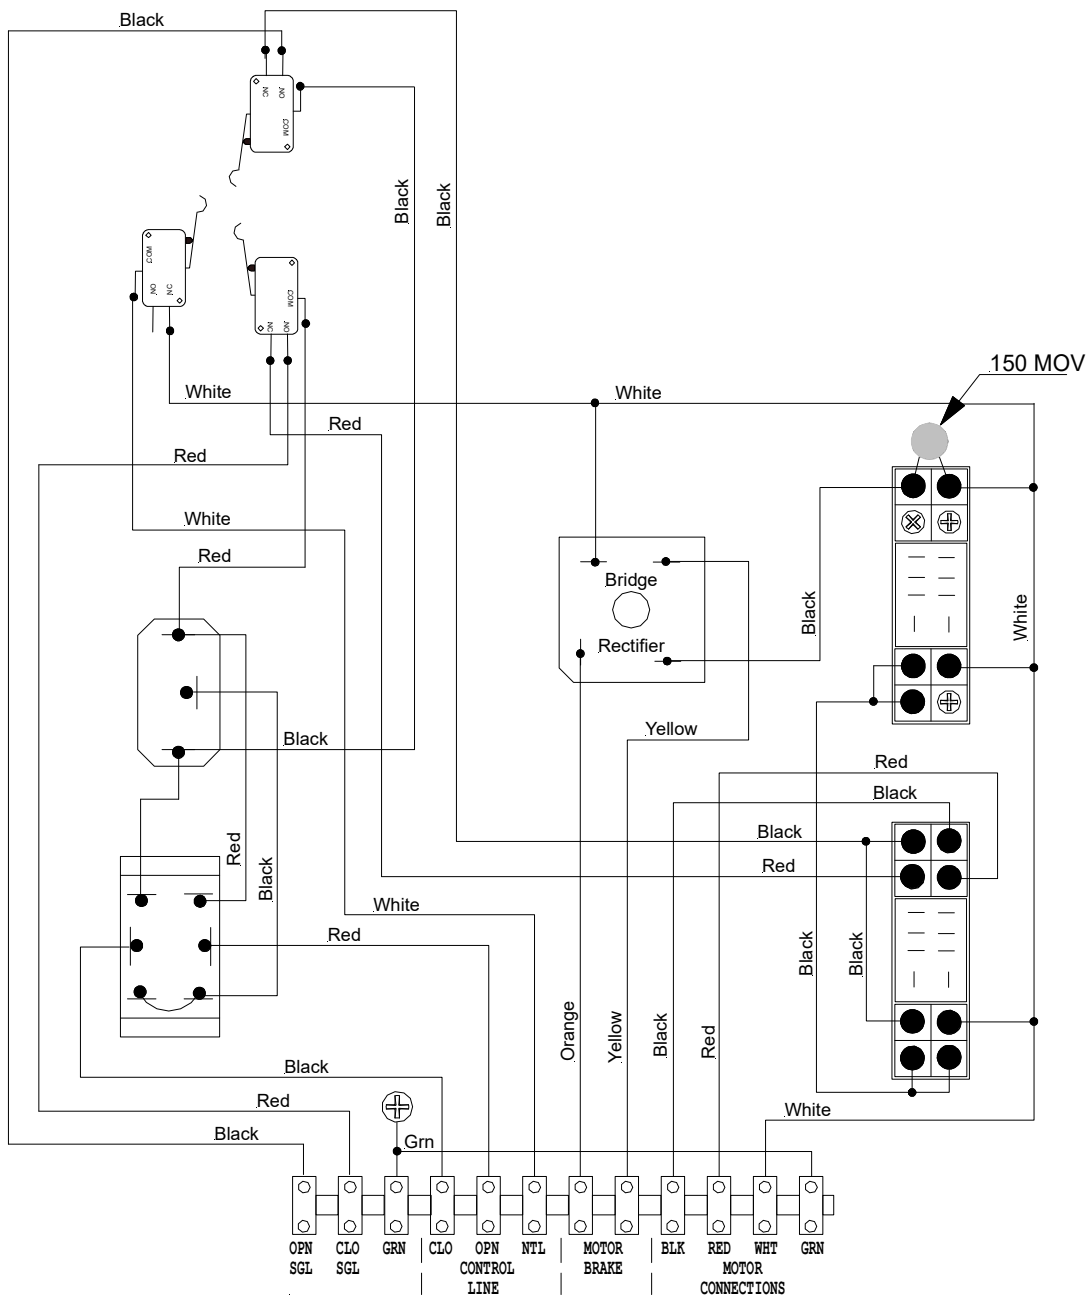 Black
NC
NO
COM
Black
Black
COM
NO
NC
COM
NC
NO
150 MOV
White
White
Red
Red
White
Red
Bridge
Rectifier
Black
White
Black
Yellow
Red
Black
Black
Red
Red
Black
White
Red
Black
Black
Orange
Yellow
Black
Red
Black
Red
White
Black
Grn
OPN SGL
CLO SGL
GRN
CLO
OPN
NTL
CONTROL LINE
MOTOR BRAKE
BLK
RED
WHT
GRN
MOTOR CONNECTIONS